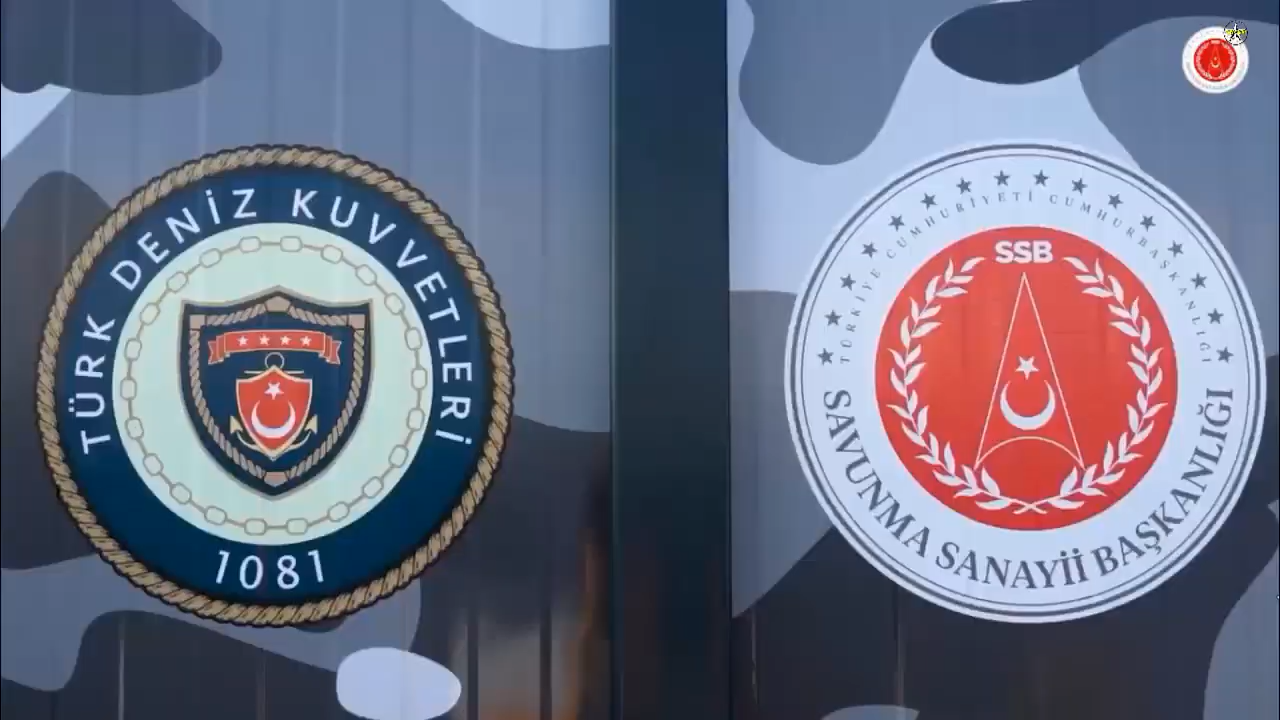 TÜRK DENİZ KUVVETLERİ
1081
TÜRKİYE CUMHURİYETİ CUMHURBAŞKANLIĞI
SSB
SAVUNMA SANAYİİ BAŞKANLIĞI